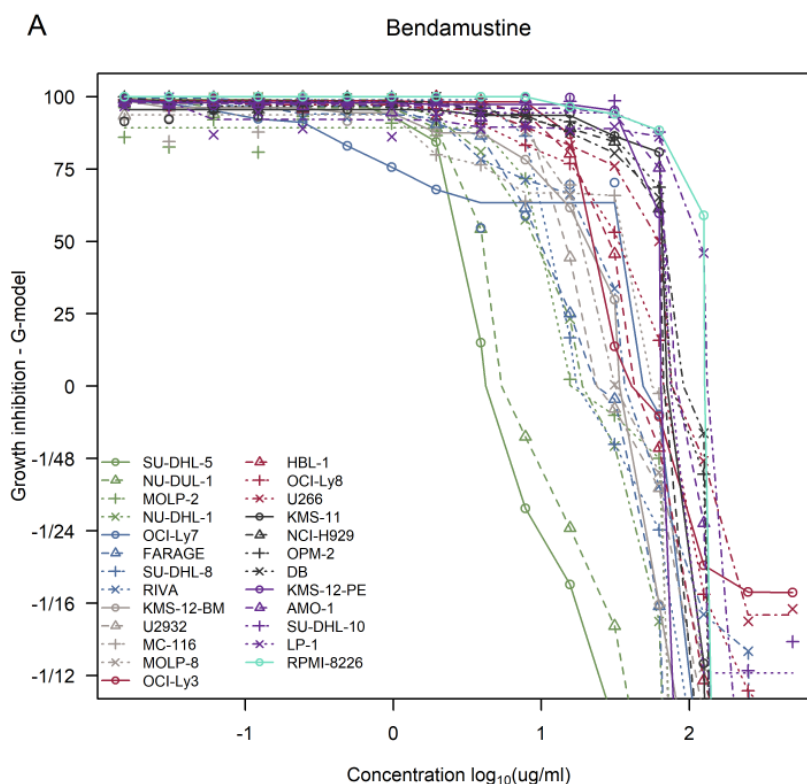 A
Bendamustine
Growth inhibition - G-model
100
75
50
25
0
-1/48
-1/24
-1/16
-1/12
SU-DHL-5
NU-DUL-1
MOLP-2
NU-DHL-1
OCI-Ly7
FARAGE
SU-DHL-8
RIVA
KMS-12-BM
U2932
MC-116
MOLP-8
OCI-Ly3
HBL-1
OCI-Ly8
U266
KMS-11
NCI-H929
OPM-2
DB
KMS-12-PE
AMO-1
SU-DHL-10
LP-1
RPMI-8226
-1
0
1
2
Concentration log10(ug/ml)